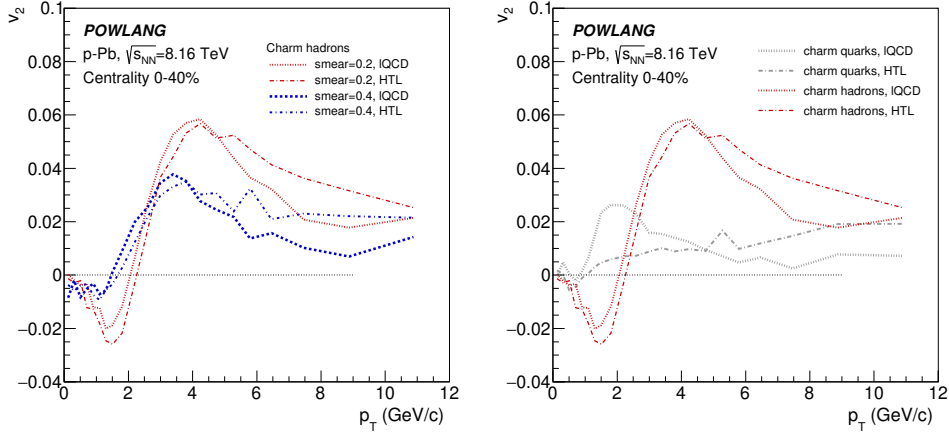 v2
0.1
0.08
0.06
0.04
0.02
0
−0.02
−0.04
0 2 4 6 8 10 12
pT (GeV/c)
POWLANG
p-Pb, √sNN=8.16 TeV
Centrality 0-40%
Charm hadrons
smear=0.2, lQCD
smear=0.2, HTL
smear=0.4, lQCD
smear=0.4, HTL
v2
0.1
0.08
0.06
0.04
0.02
0
−0.02
−0.04
0 2 4 6 8 10 12
pT (GeV/c)
POWLANG
p-Pb, √sNN=8.16 TeV
Centrality 0-40%
charm quarks, lQCD
charm quarks, HTL
charm hadrons, lQCD
charm hadrons, HTL